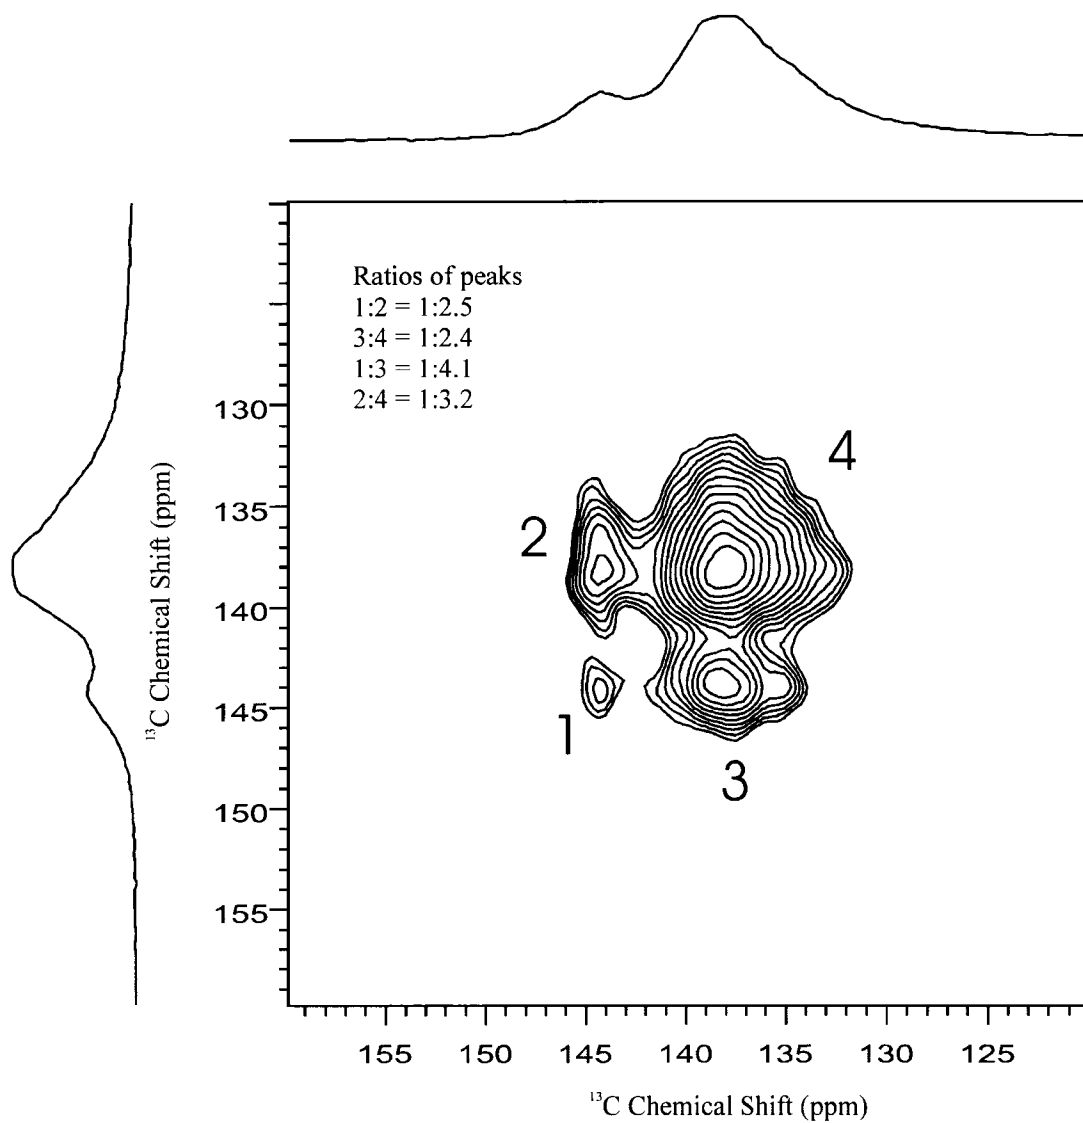 Ratios of peaks
1:2 = 1:2.5
3:4 = 1:2.4
1:3 = 1:4.1
2:4 = 1:3.2
130
135
140
145
150
155
¹³C Chemical Shift (ppm)
4
2
1
3
155 150 145 140 135 130 125
¹³C Chemical Shift (ppm)